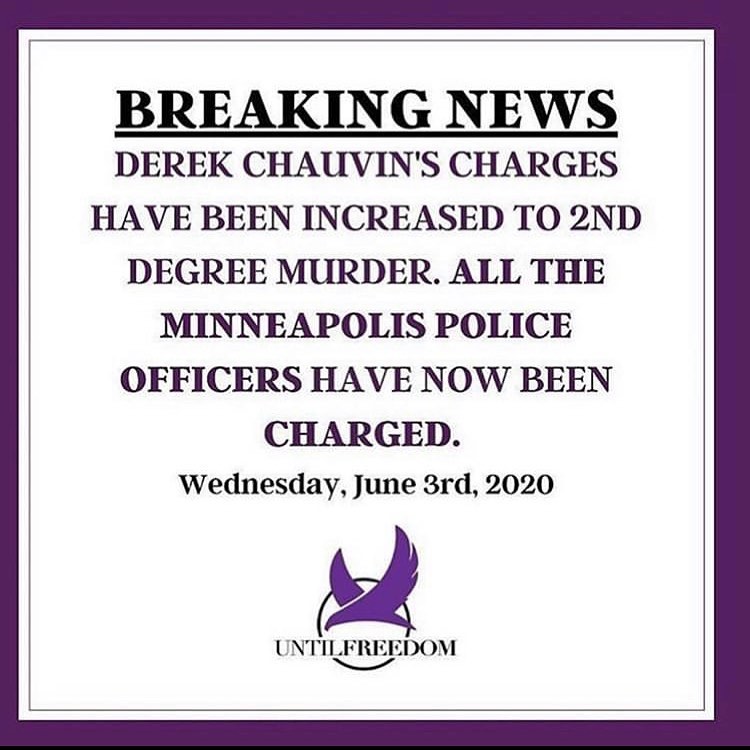 BREAKING NEWS
DEREK CHAUVIN'S CHARGES
HAVE BEEN INCREASED TO 2ND
DEGREE MURDER. ALL THE
MINNEAPOLIS POLICE
OFFICERS HAVE NOW BEEN
CHARGED.
Wednesday, June 3rd, 2020
UNTILFREEDOM